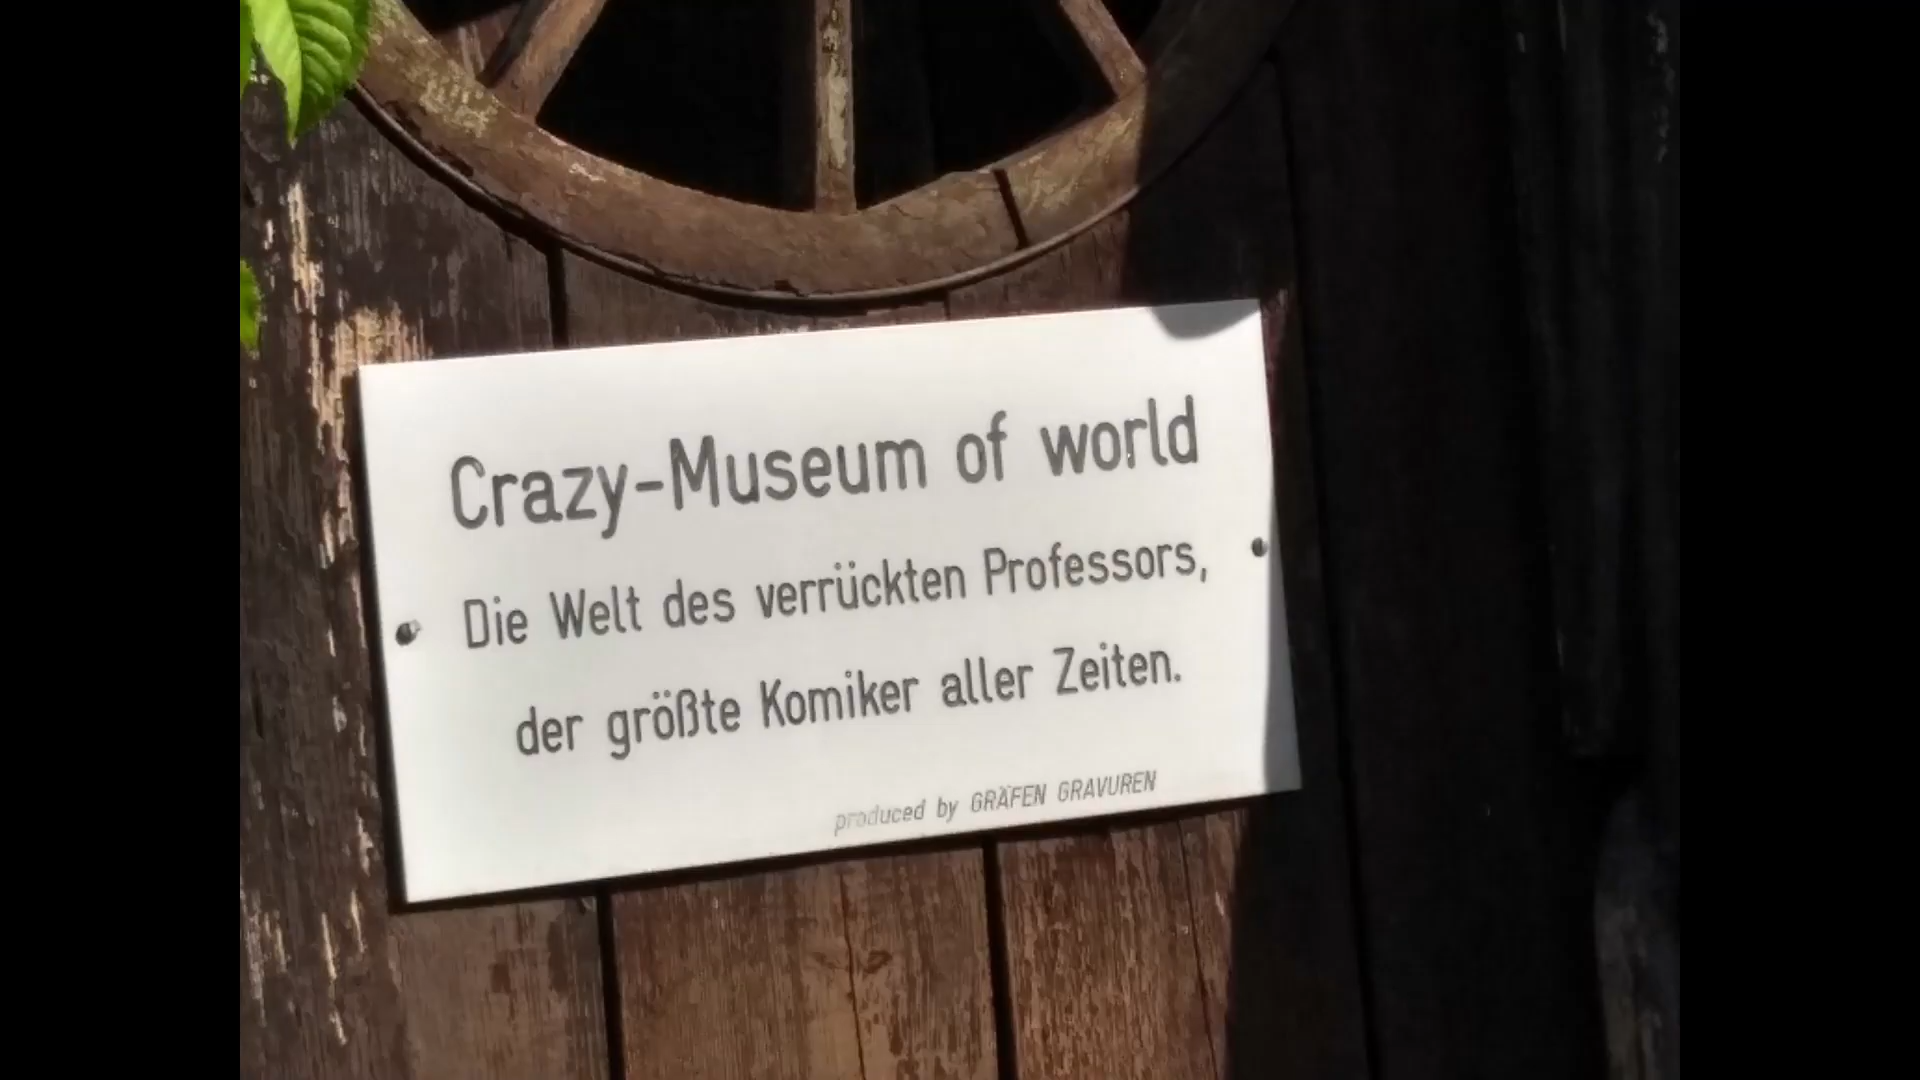 Crazy-Museum of world
Die Welt des verrückten Professors,
der größte Komiker aller Zeiten.
produced by GRÄFEN GRAVUREN